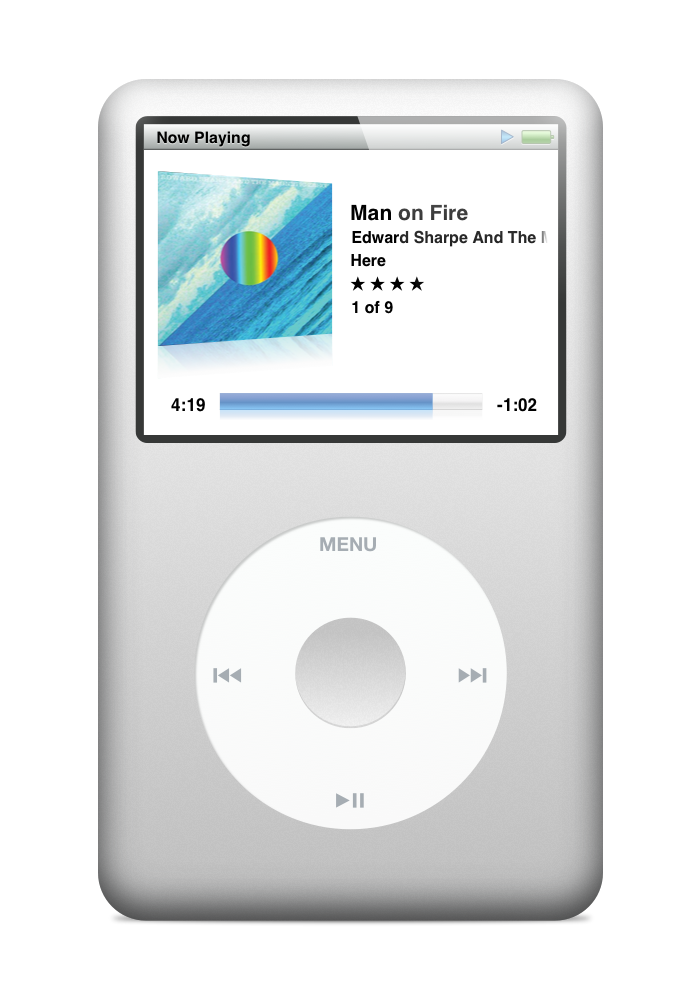 Now Playing
Man on Fire
Edward Sharpe And The
Here
★★★★
1 of 9
4:19
-1:02
MENU